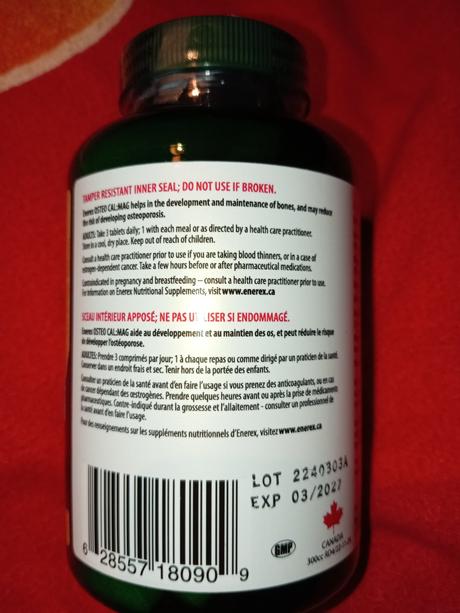 TAMPER RESISTANT INNER SEAL; DO NOT USE IF BROKEN.
Enerex OSTEO CAL:MAG helps in the development and maintenance of bones, and may reduce
the risk of developing osteoporosis.
ADULTS: Take 3 tablets daily; 1 with each meal or as directed by a health care practitioner.
Store in a cool, dry place. Keep out of reach of children.
Consult a health care practitioner prior to use if you are taking blood thinners, or in a case of
estrogen-dependent cancer. Take a few hours before or after pharmaceutical medications.
Contraindicated in pregnancy and breastfeeding – consult a health care practitioner prior to use.
For information on Enerex Nutritional Supplements, visit www.enerex.ca
SCEAU INTÉRIEUR APPOSÉ; NE PAS UTILISER SI ENDOMMAGÉ.
Enerex OSTEO CAL:MAG aide au développement et au maintien des os, et peut réduire le risque
de développer l'ostéoporose.
ADULTES: Prendre 3 comprimés par jour; 1 à chaque repas ou comme dirigé par un praticien de la santé.
Conserver dans un endroit frais et sec. Tenir hors de la portée des enfants.
Consulter un praticien de la santé avant d'en faire l'usage si vous prenez des anticoagulants, ou en cas
de cancer dépendant des œstrogènes. Prendre quelques heures avant ou après la prise de médicaments
pharmaceutiques. Contre-indiqué durant la grossesse et l'allaitement - consulter un professionnel de
la santé avant d'en faire l'usage.
Pour des renseignements sur les suppléments nutritionnels d'Enerex, visitez www.enerex.ca
LOT 2240303A
EXP 03/2027
GMP
CANADA
300cc
6 28557 18090 9